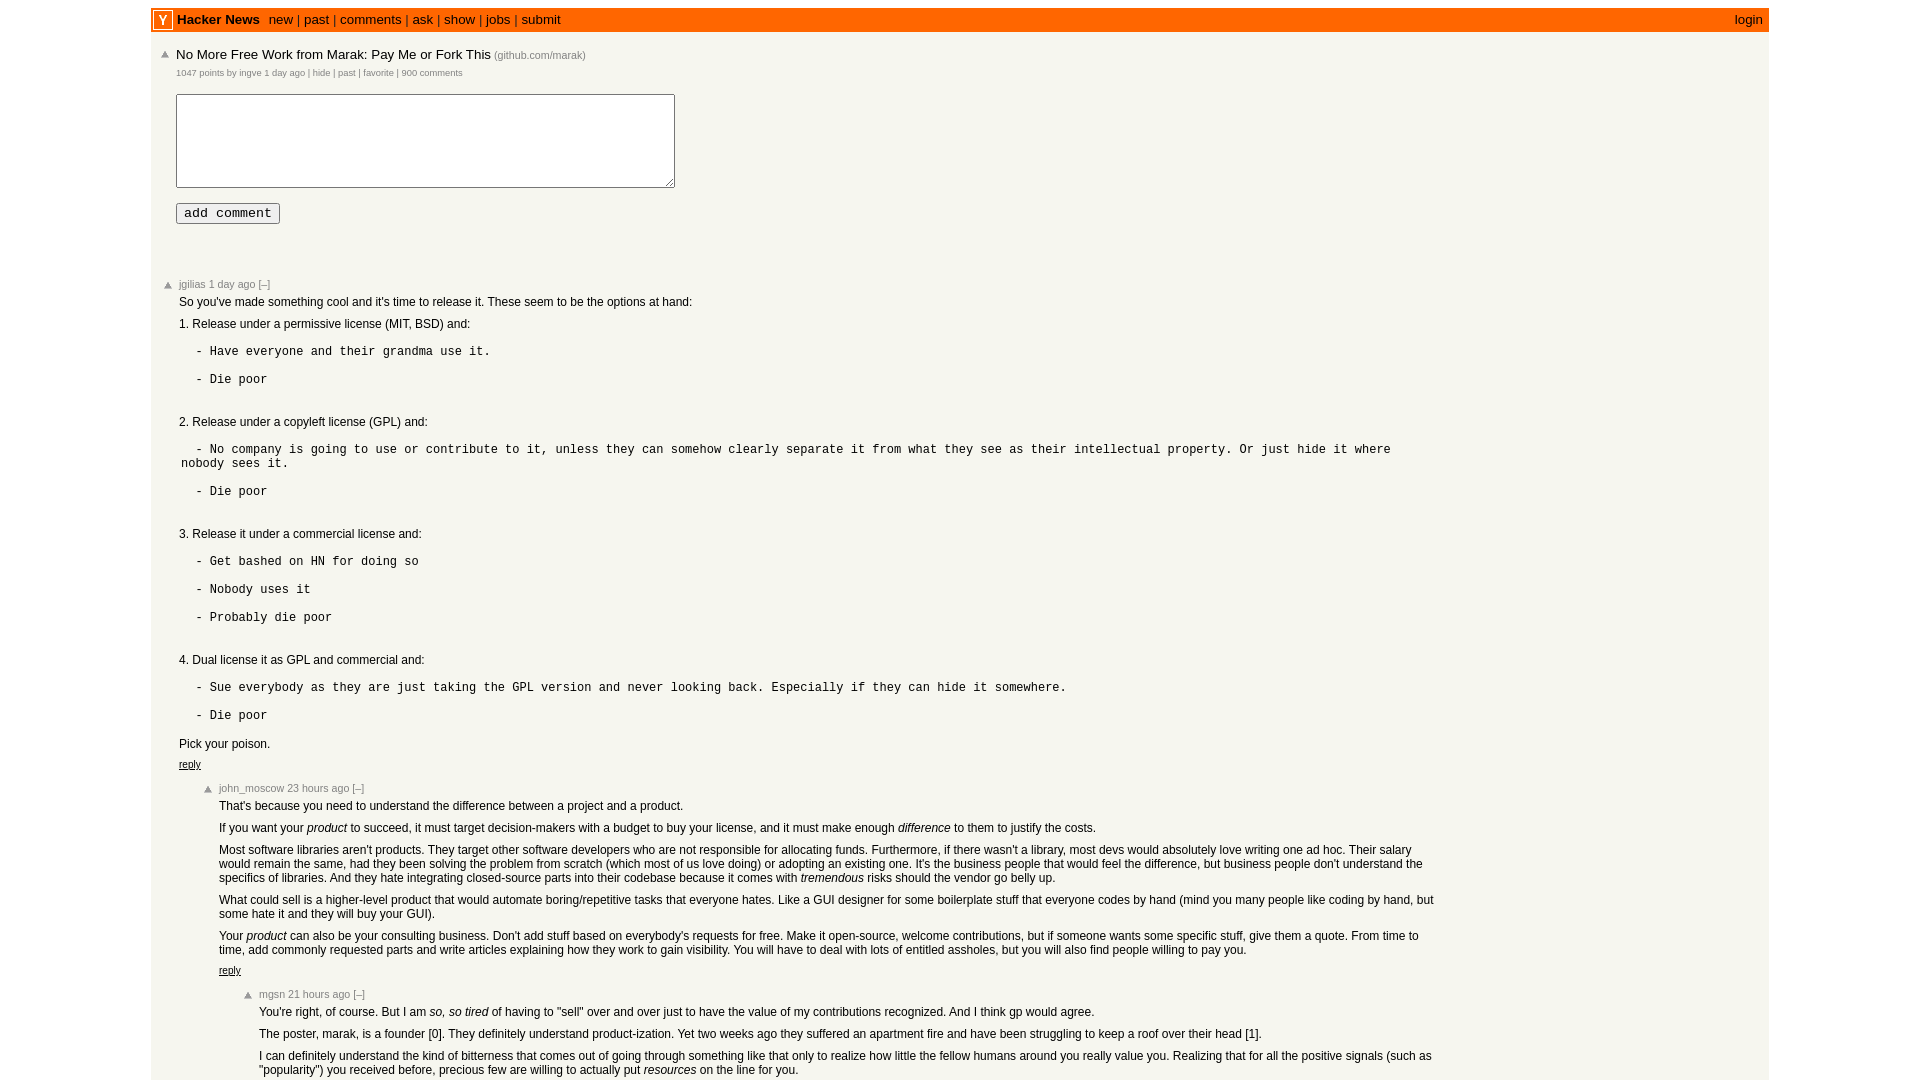 Y Hacker News new | past | comments | ask | show | jobs | submit login
No More Free Work from Marak: Pay Me or Fork This (github.com/marak)
1047 points by ingve 1 day ago | hide | past | favorite | 900 comments
add comment
jgilias 1 day ago [–]
So you've made something cool and it's time to release it. These seem to be the options at hand:
1. Release under a permissive license (MIT, BSD) and:
- Have everyone and their grandma use it.
- Die poor
2. Release under a copyleft license (GPL) and:
- No company is going to use or contribute to it, unless they can somehow clearly separate it from what they see as their intellectual property. Or just hide it where
nobody sees it.
- Die poor
3. Release it under a commercial license and:
- Get bashed on HN for doing so
- Nobody uses it
- Probably die poor
4. Dual license it as GPL and commercial and:
- Sue everybody as they are just taking the GPL version and never looking back. Especially if they can hide it somewhere.
- Die poor
Pick your poison.
reply
john_moscow 23 hours ago [–]
That's because you need to understand the difference between a project and a product.
If you want your product to succeed, it must target decision-makers with a budget to buy your license, and it must make enough difference to them to justify the costs.
Most software libraries aren't products. They target other software developers who are not responsible for allocating funds. Furthermore, if there wasn't a library, most devs would absolutely love writing one ad hoc. Their salary
would remain the same, had they been solving the problem from scratch (which most of us love doing) or adopting an existing one. It's the business people that would feel the difference, but business people don't understand the
specifics of libraries. And they hate integrating closed-source parts into their codebase because it comes with tremendous risks should the vendor go belly up.
What could sell is a higher-level product that would automate boring/repetitive tasks that everyone hates. Like a GUI designer for some boilerplate stuff that everyone codes by hand (mind you many people like coding by hand, but
some hate it and they will buy your GUI).
Your product can also be your consulting business. Don't add stuff based on everybody's requests for free. Make it open-source, welcome contributions, but if someone wants some specific stuff, give them a quote. From time to
time, add commonly requested parts and write articles explaining how they work to gain visibility. You will have to deal with lots of entitled assholes, but you will also find people willing to pay you.
reply
mgsn 21 hours ago [–]
You're right, of course. But I am so, so tired of having to "sell" over and over just to have the value of my contributions recognized. And I think gp would agree.
The poster, marak, is a founder [0]. They definitely understand product-ization. Yet two weeks ago they suffered an apartment fire and have been struggling to keep a roof over their head [1].
I can definitely understand the kind of bitterness that comes out of going through something like that only to realize how little the fellow humans around you really value you. Realizing that for all the positive signals (such as
"popularity") you received before, precious few are willing to actually put resources on the line for you.